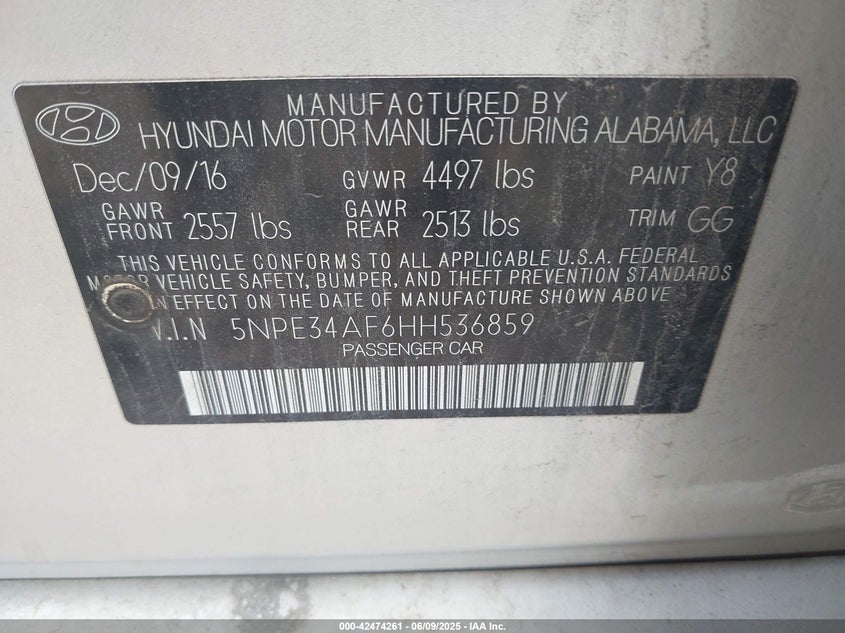 MANUFACTURED BY
HYUNDAI MOTOR MANUFACTURING ALABAMA, LLC
Dec/09/16 GVWR 4497 lbs PAINT Y8
GAWR FRONT 2557 lbs GAWR REAR 2513 lbs TRIM GG
THIS VEHICLE CONFORMS TO ALL APPLICABLE U.S.A. FEDERAL
MOTOR VEHICLE SAFETY, BUMPER, AND THEFT PREVENTION STANDARDS
IN EFFECT ON THE DATE OF MANUFACTURE SHOWN ABOVE
V.I.N 5NPE34AF6HH536859
PASSENGER CAR
000-42474261 - 06/09/2025 - IAA Inc.